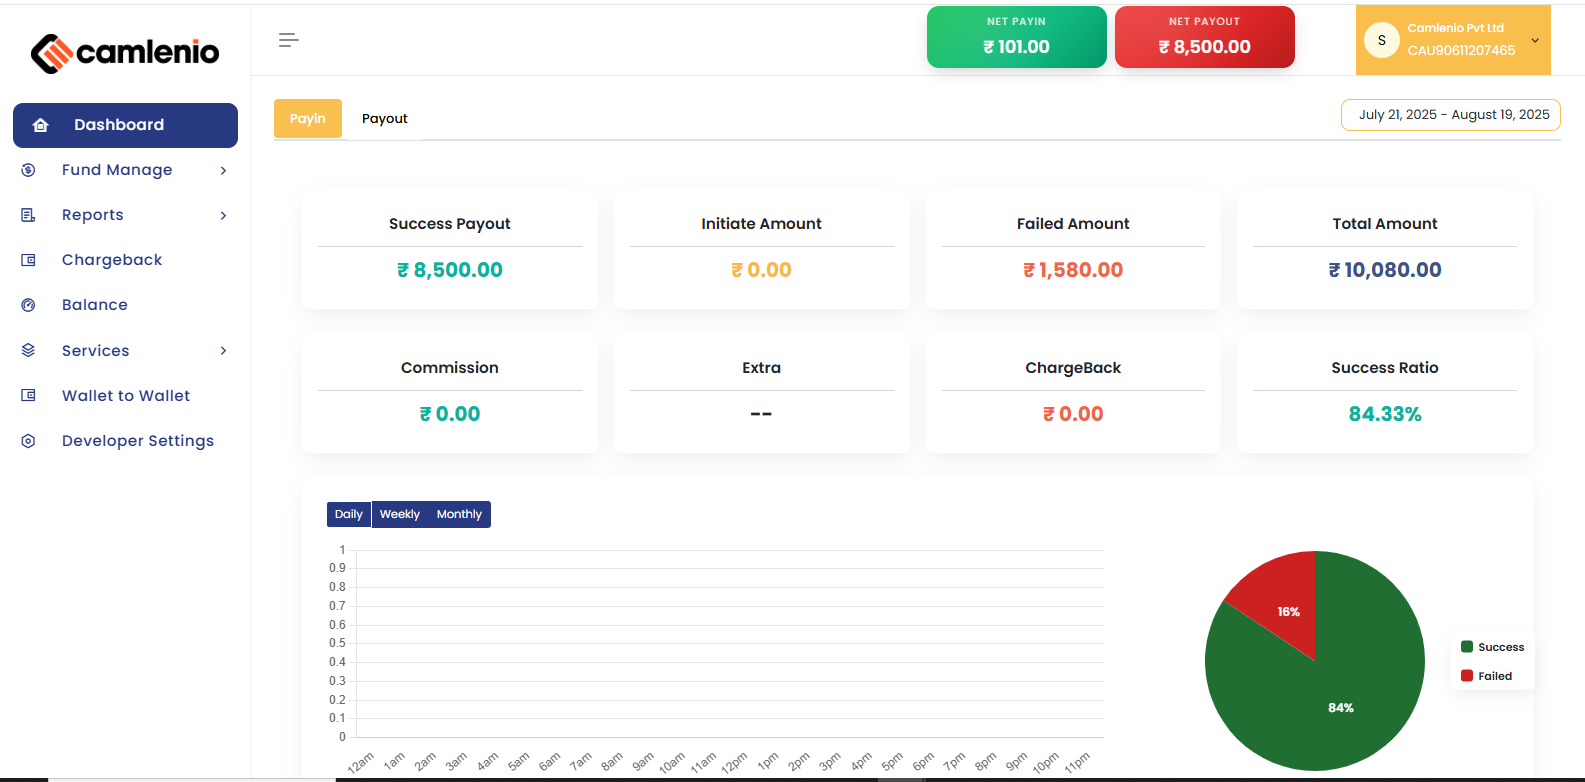 camlenio
NET PAYIN
₹ 101.00
NET PAYOUT
₹ 8,500.00
S
Camlenio Pvt Ltd
CAU90611207465
Dashboard
Fund Manage
Reports
Chargeback
Balance
Services
Wallet to Wallet
Developer Settings
Payin
Payout
July 21, 2025 - August 19, 2025
Success Payout
₹ 8,500.00
Initiate Amount
₹ 0.00
Failed Amount
₹ 1,580.00
Total Amount
₹ 10,080.00
Commission
₹ 0.00
Extra
--
ChargeBack
₹ 0.00
Success Ratio
84.33%
Daily Weekly Monthly
1
0.9
0.8
0.7
0.6
0.5
0.4
0.3
0.2
0.1
0
12am 1am 2am 3am 4am 5am 6am 7am 8am 9am 10am 11am 12pm 1pm 2pm 3pm 4pm 5pm 6pm 7pm 8pm 9pm 10pm 11pm
16%
84%
Success
Failed